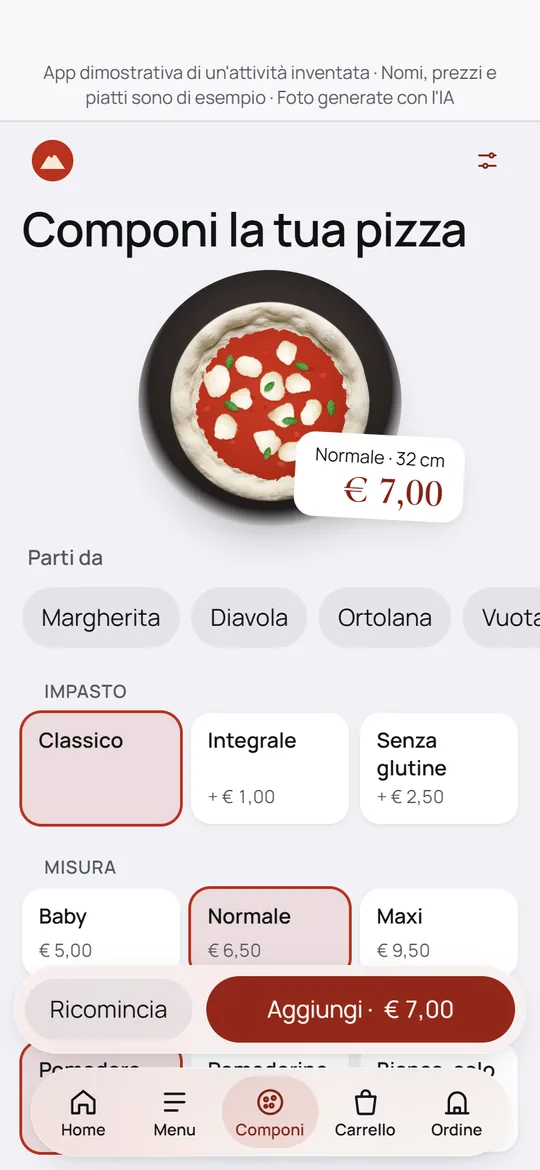 App dimostrativa di un'attività inventata · Nomi, prezzi e
piatti sono di esempio · Foto generate con l'IA
Componi la tua pizza
Normale · 32 cm
€ 7,00
Parti da
Margherita
Diavola
Ortolana
Vuota
IMPASTO
Classico
Integrale
+ € 1,00
Senza
glutine
+ € 2,50
MISURA
Baby
€ 5,00
Normale
€ 6,50
Maxi
€ 9,50
Ricomincia
Aggiungi · € 7,00
Home
Menu
Componi
Carrello
Ordine